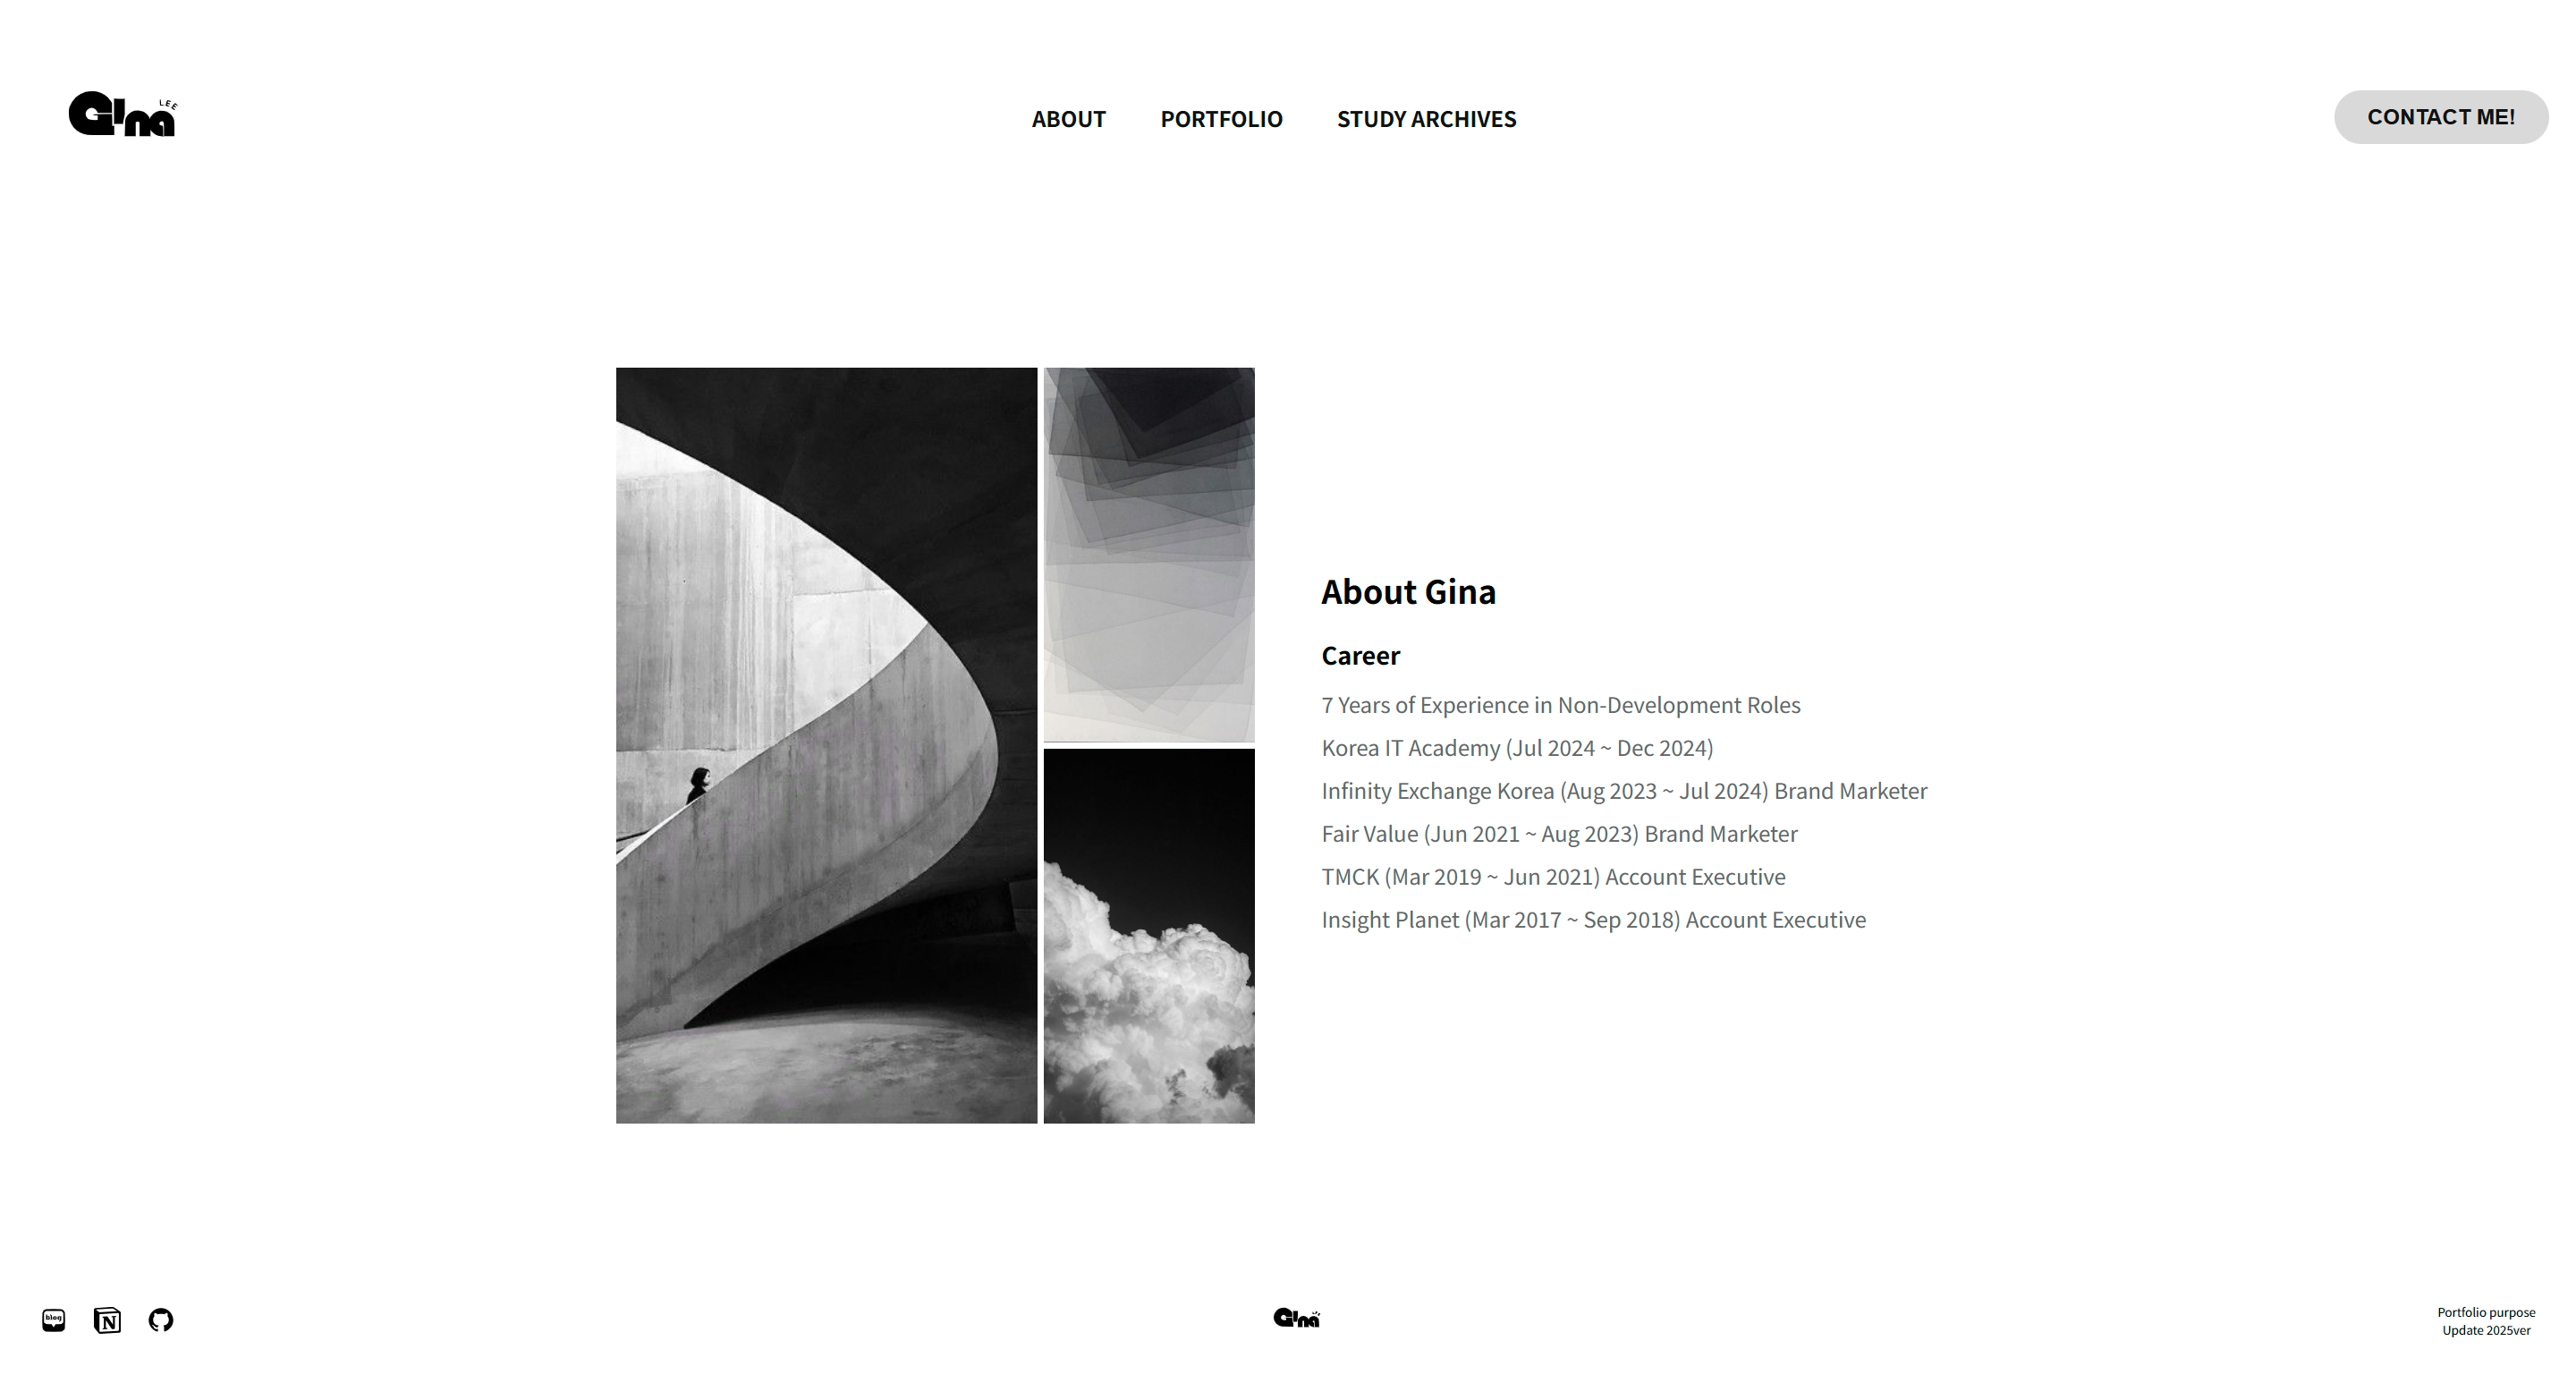 Gina LEE
ABOUT
PORTFOLIO
STUDY ARCHIVES
CONTACT ME!
About Gina
Career
7 Years of Experience in Non-Development Roles
Korea IT Academy (Jul 2024 ~ Dec 2024)
Infinity Exchange Korea (Aug 2023 ~ Jul 2024) Brand Marketer
Fair Value (Jun 2021 ~ Aug 2023) Brand Marketer
TMCK (Mar 2019 ~ Jun 2021) Account Executive
Insight Planet (Mar 2017 ~ Sep 2018) Account Executive
blog
N
Gina LEE
Portfolio purpose
Update 2025ver